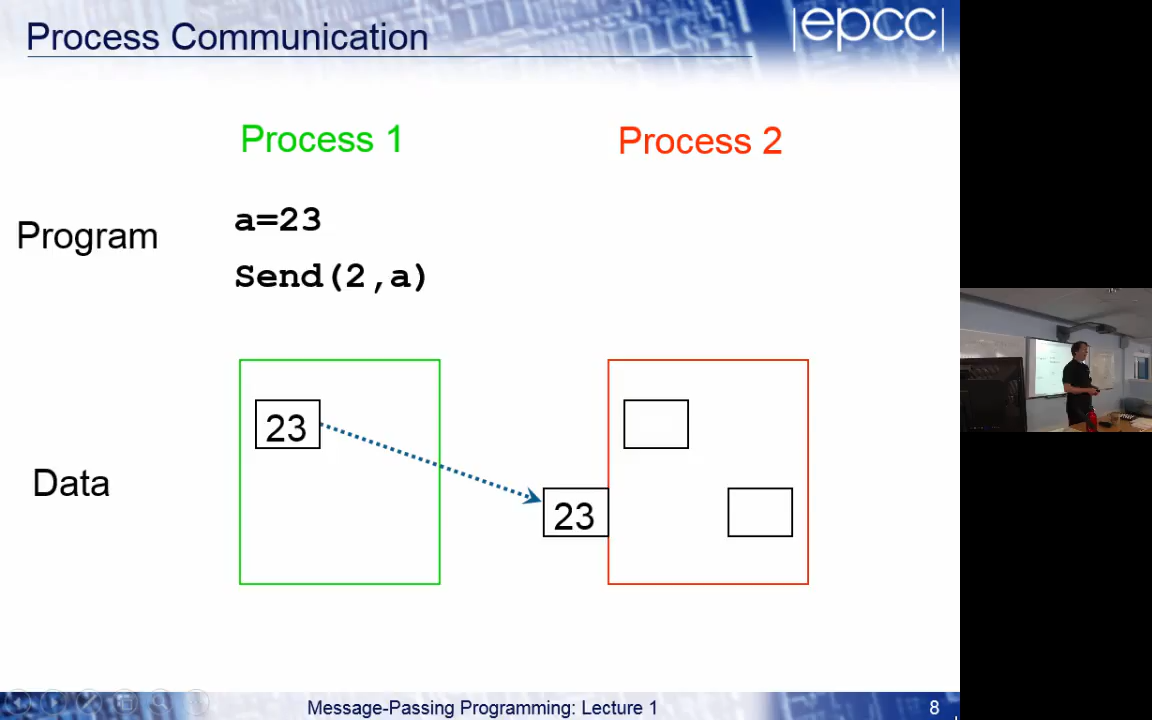 Process Communication
|epcc|
Process 1
Process 2
Program
a=23
Send(2,a)
Data
23
23
Message-Passing Programming: Lecture 1
8